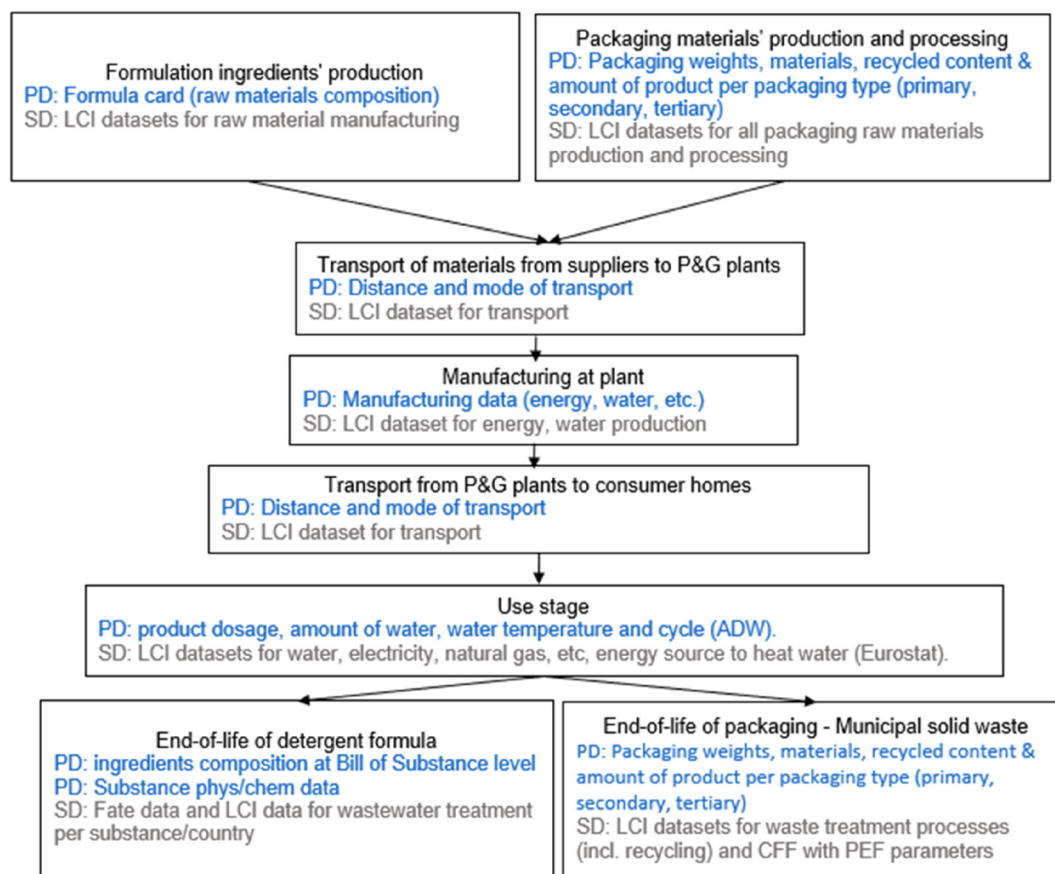 Formulation ingredients' production
PD: Formula card (raw materials composition)
SD: LCI datasets for raw material manufacturing
Packaging materials' production and processing
PD: Packaging weights, materials, recycled content &
amount of product per packaging type (primary,
secondary, tertiary)
SD: LCI datasets for all packaging raw materials
production and processing
Transport of materials from suppliers to P&G plants
PD: Distance and mode of transport
SD: LCI dataset for transport
Manufacturing at plant
PD: Manufacturing data (energy, water, etc.)
SD: LCI dataset for energy, water production
Transport from P&G plants to consumer homes
PD: Distance and mode of transport
SD: LCI dataset for transport
Use stage
PD: product dosage, amount of water, water temperature and cycle (ADW).
SD: LCI datasets for water, electricity, natural gas, etc, energy source to heat water (Eurostat).
End-of-life of detergent formula
PD: ingredients composition at Bill of Substance level
PD: Substance phys/chem data
SD: Fate data and LCI data for wastewater treatment
per substance/country
End-of-life of packaging - Municipal solid waste
PD: Packaging weights, materials, recycled content &
amount of product per packaging type (primary,
secondary, tertiary)
SD: LCI datasets for waste treatment processes
(incl. recycling) and CFF with PEF parameters